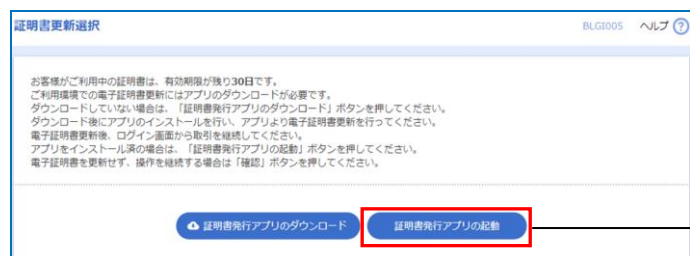 証明書更新選択
BLGI005 ヘルプ ?
お客様がご利用中の証明書は、有効期限が残り30日です。
ご利用環境での電子証明書更新にはアプリのダウンロードが必要です。
ダウンロードしていない場合は、「証明書発行アプリのダウンロード」ボタンを押してください。
ダウンロード後にアプリのインストールを行い、アプリより電子証明書更新を行ってください。
電子証明書更新後、ログイン画面から取引を継続してください。
アプリをインストール済の場合は、「証明書発行アプリの起動」ボタンを押してください。
電子証明書を更新せず、操作を継続する場合は「確認」ボタンを押してください。
証明書発行アプリのダウンロード
証明書発行アプリの起動